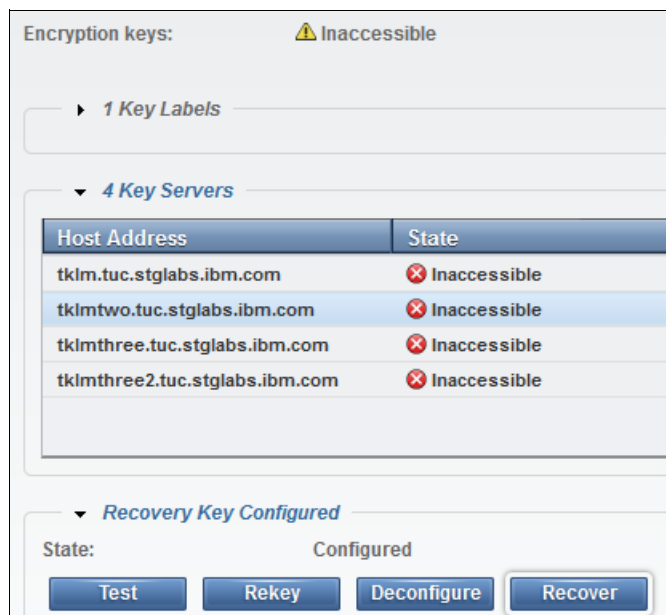 Encryption keys: Inaccessible
1 Key Labels
4 Key Servers
Host Address State
tklm.tuc.stglabs.ibm.com Inaccessible
tklmtwo.tuc.stglabs.ibm.com Inaccessible
tklmthree.tuc.stglabs.ibm.com Inaccessible
tklmthree2.tuc.stglabs.ibm.com Inaccessible
Recovery Key Configured
State: Configured
Test Rekey Deconfigure Recover